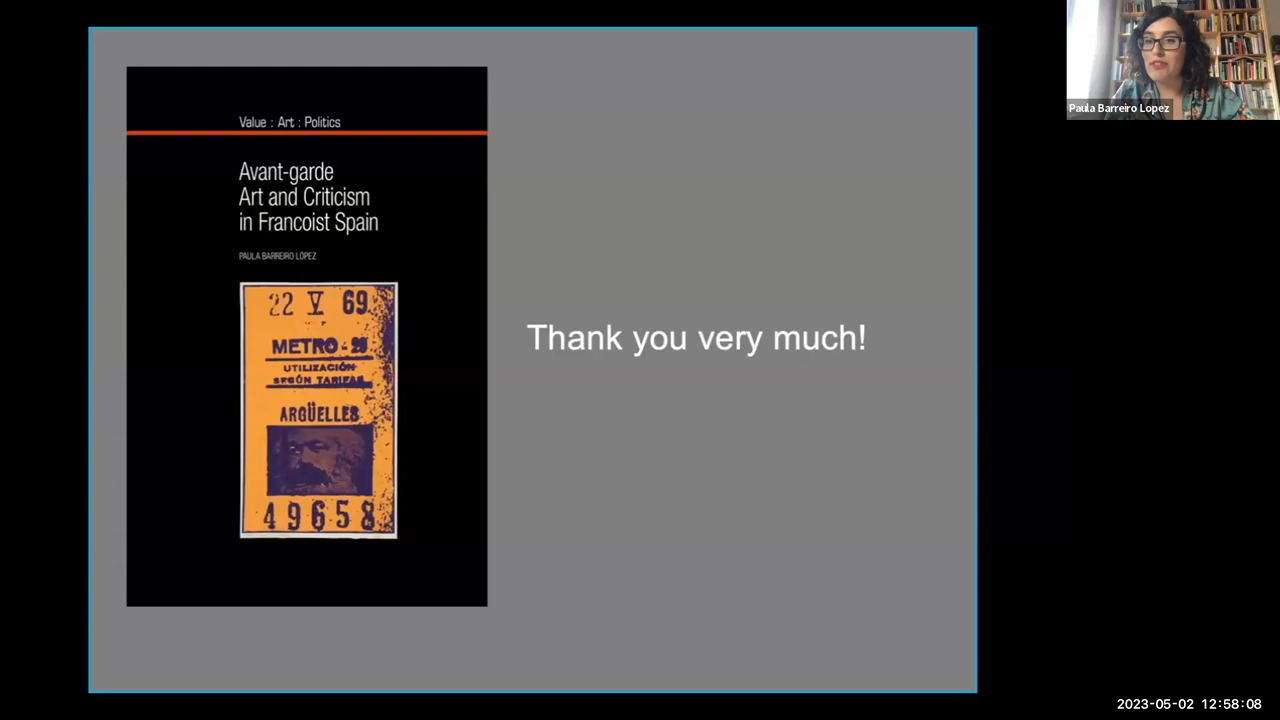 Value : Art : Politics
Avant-garde
Art and Criticism
in Francoist Spain
PAULA BARREIRO LÓPEZ
22 V 69
METRO - 29
UTILIZACIÓN
SEGÚN TARIFAS
ARGÜELLES
49658
Thank you very much!
Paula Barreiro Lopez
2023-05-02 12:58:08